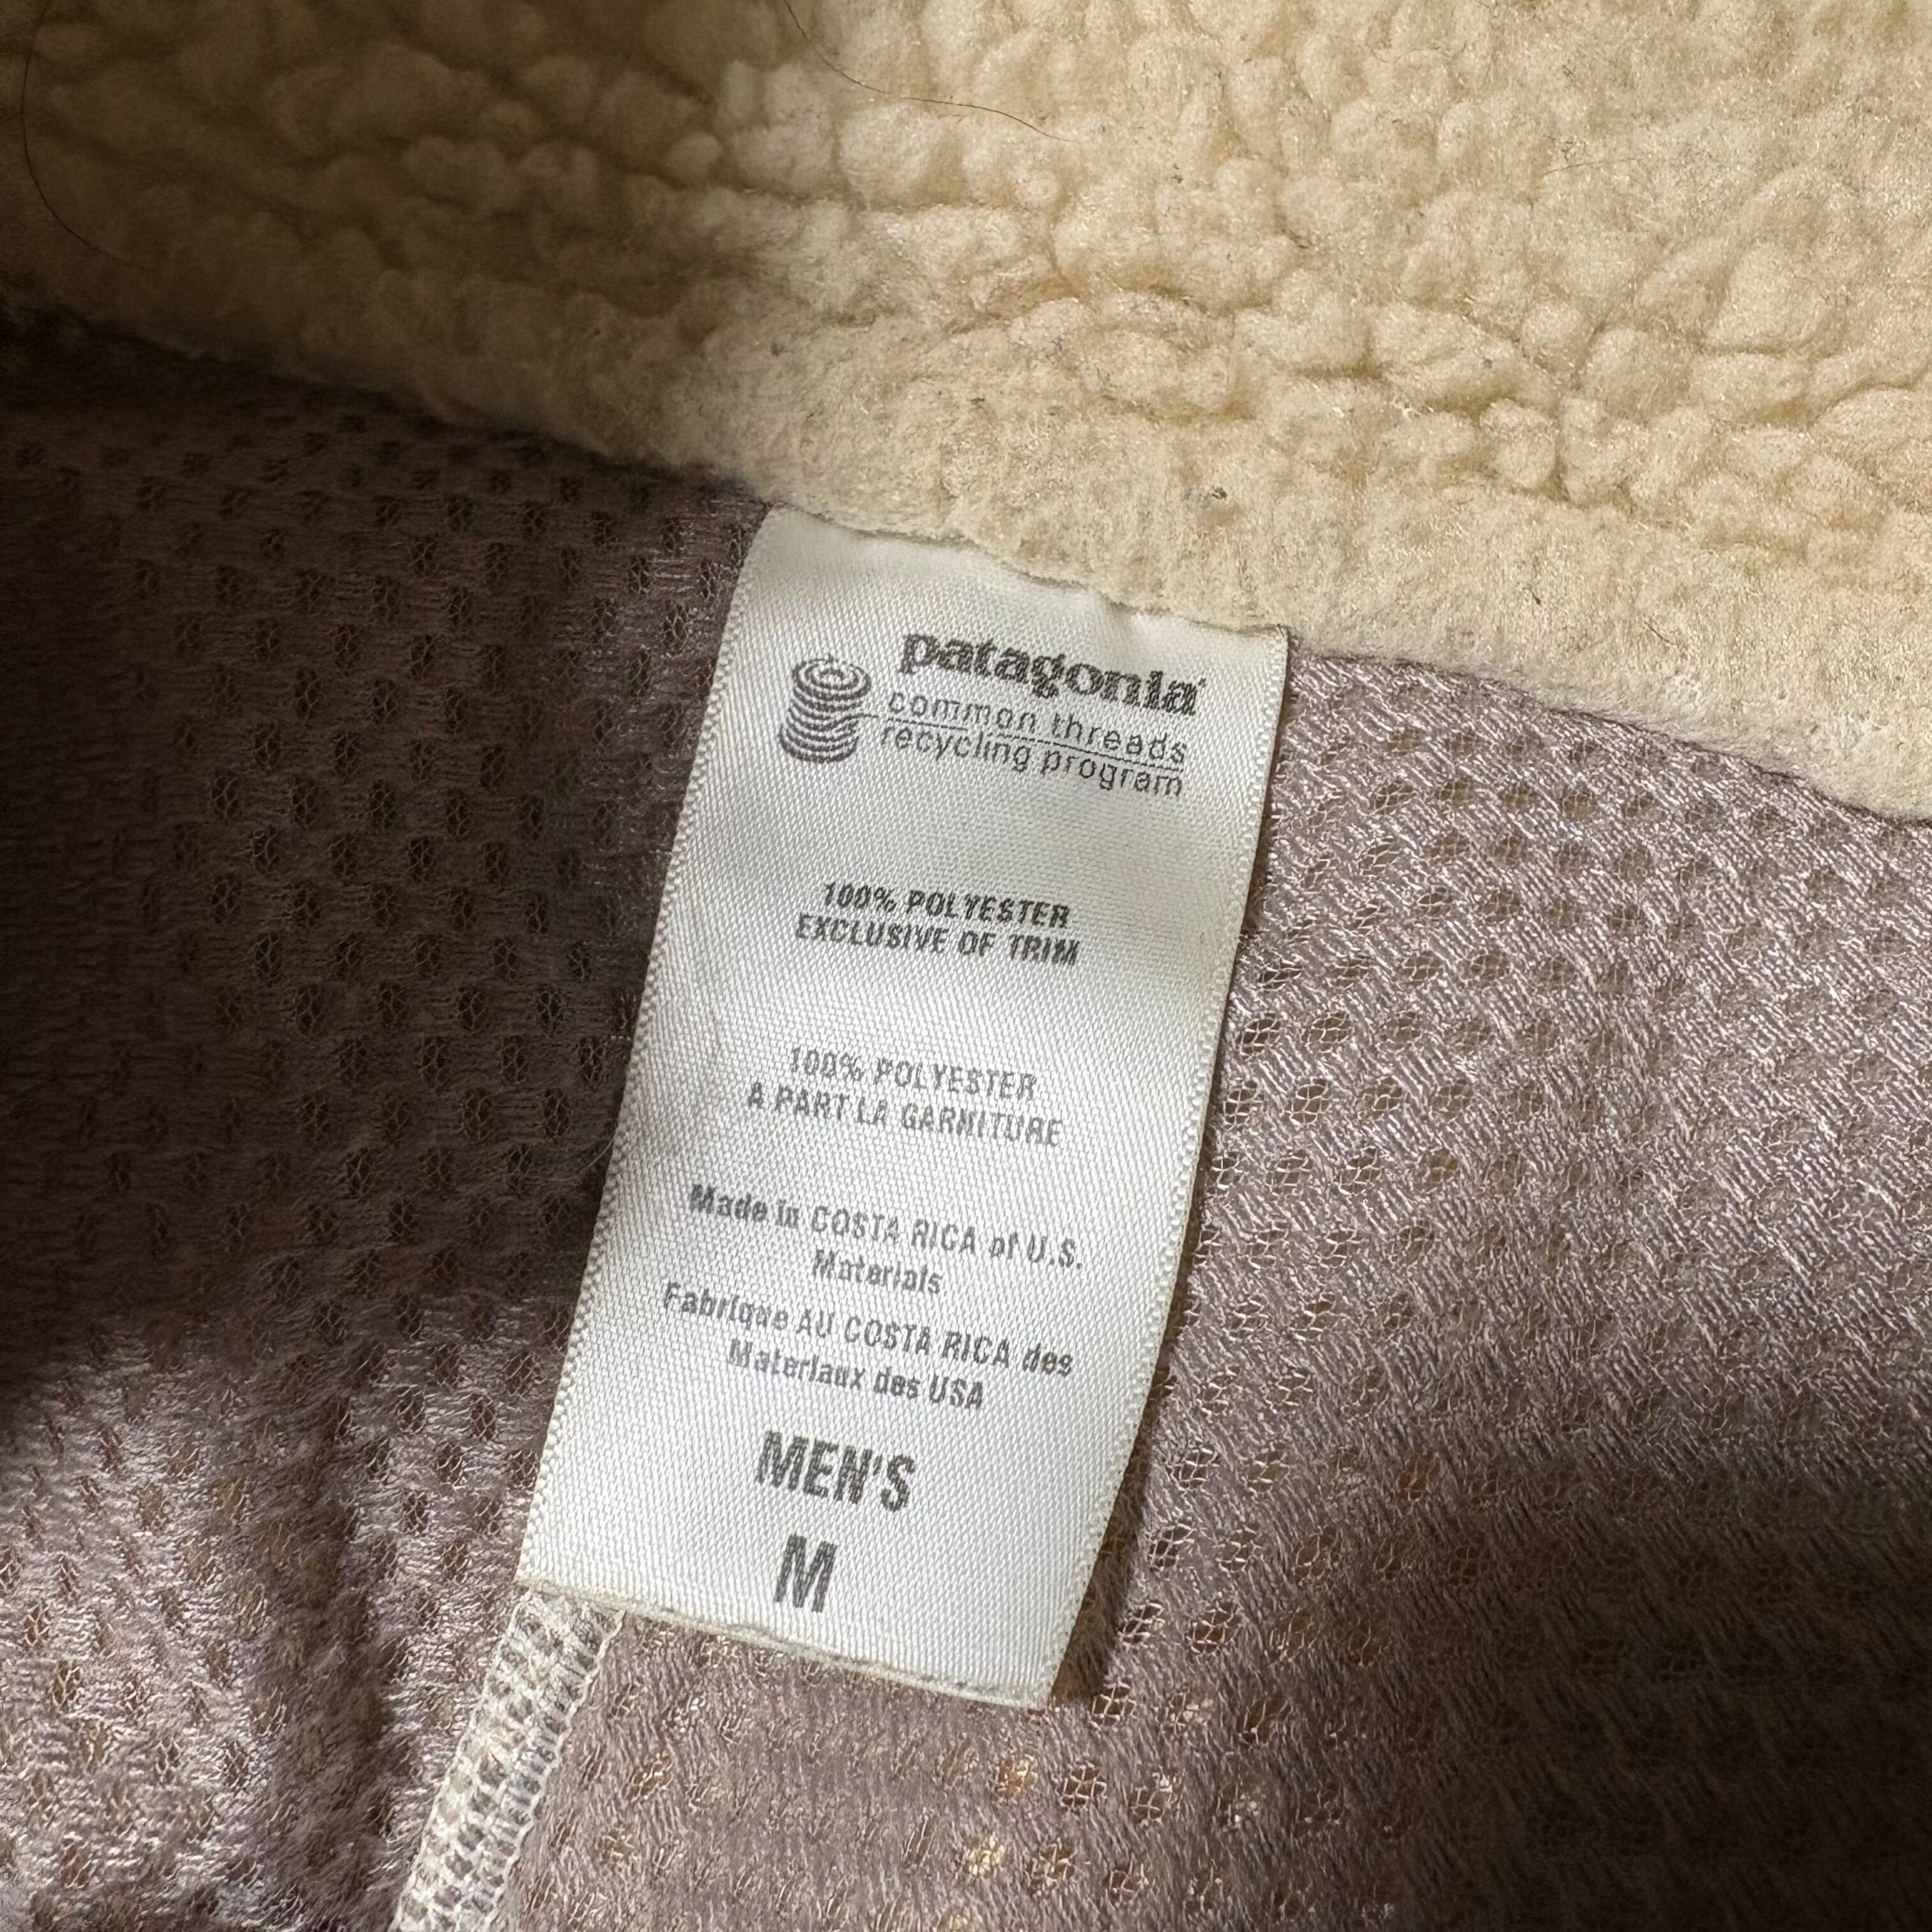 patagonia
common threads
recycling program
100% POLYESTER
EXCLUSIVE OF TRIM
100% POLYESTER
A PART LA GARNITURE
Made in COSTA RICA of U.S.
Materials
Fabrique AU COSTA RICA des
Materiaux des USA
MEN'S
M